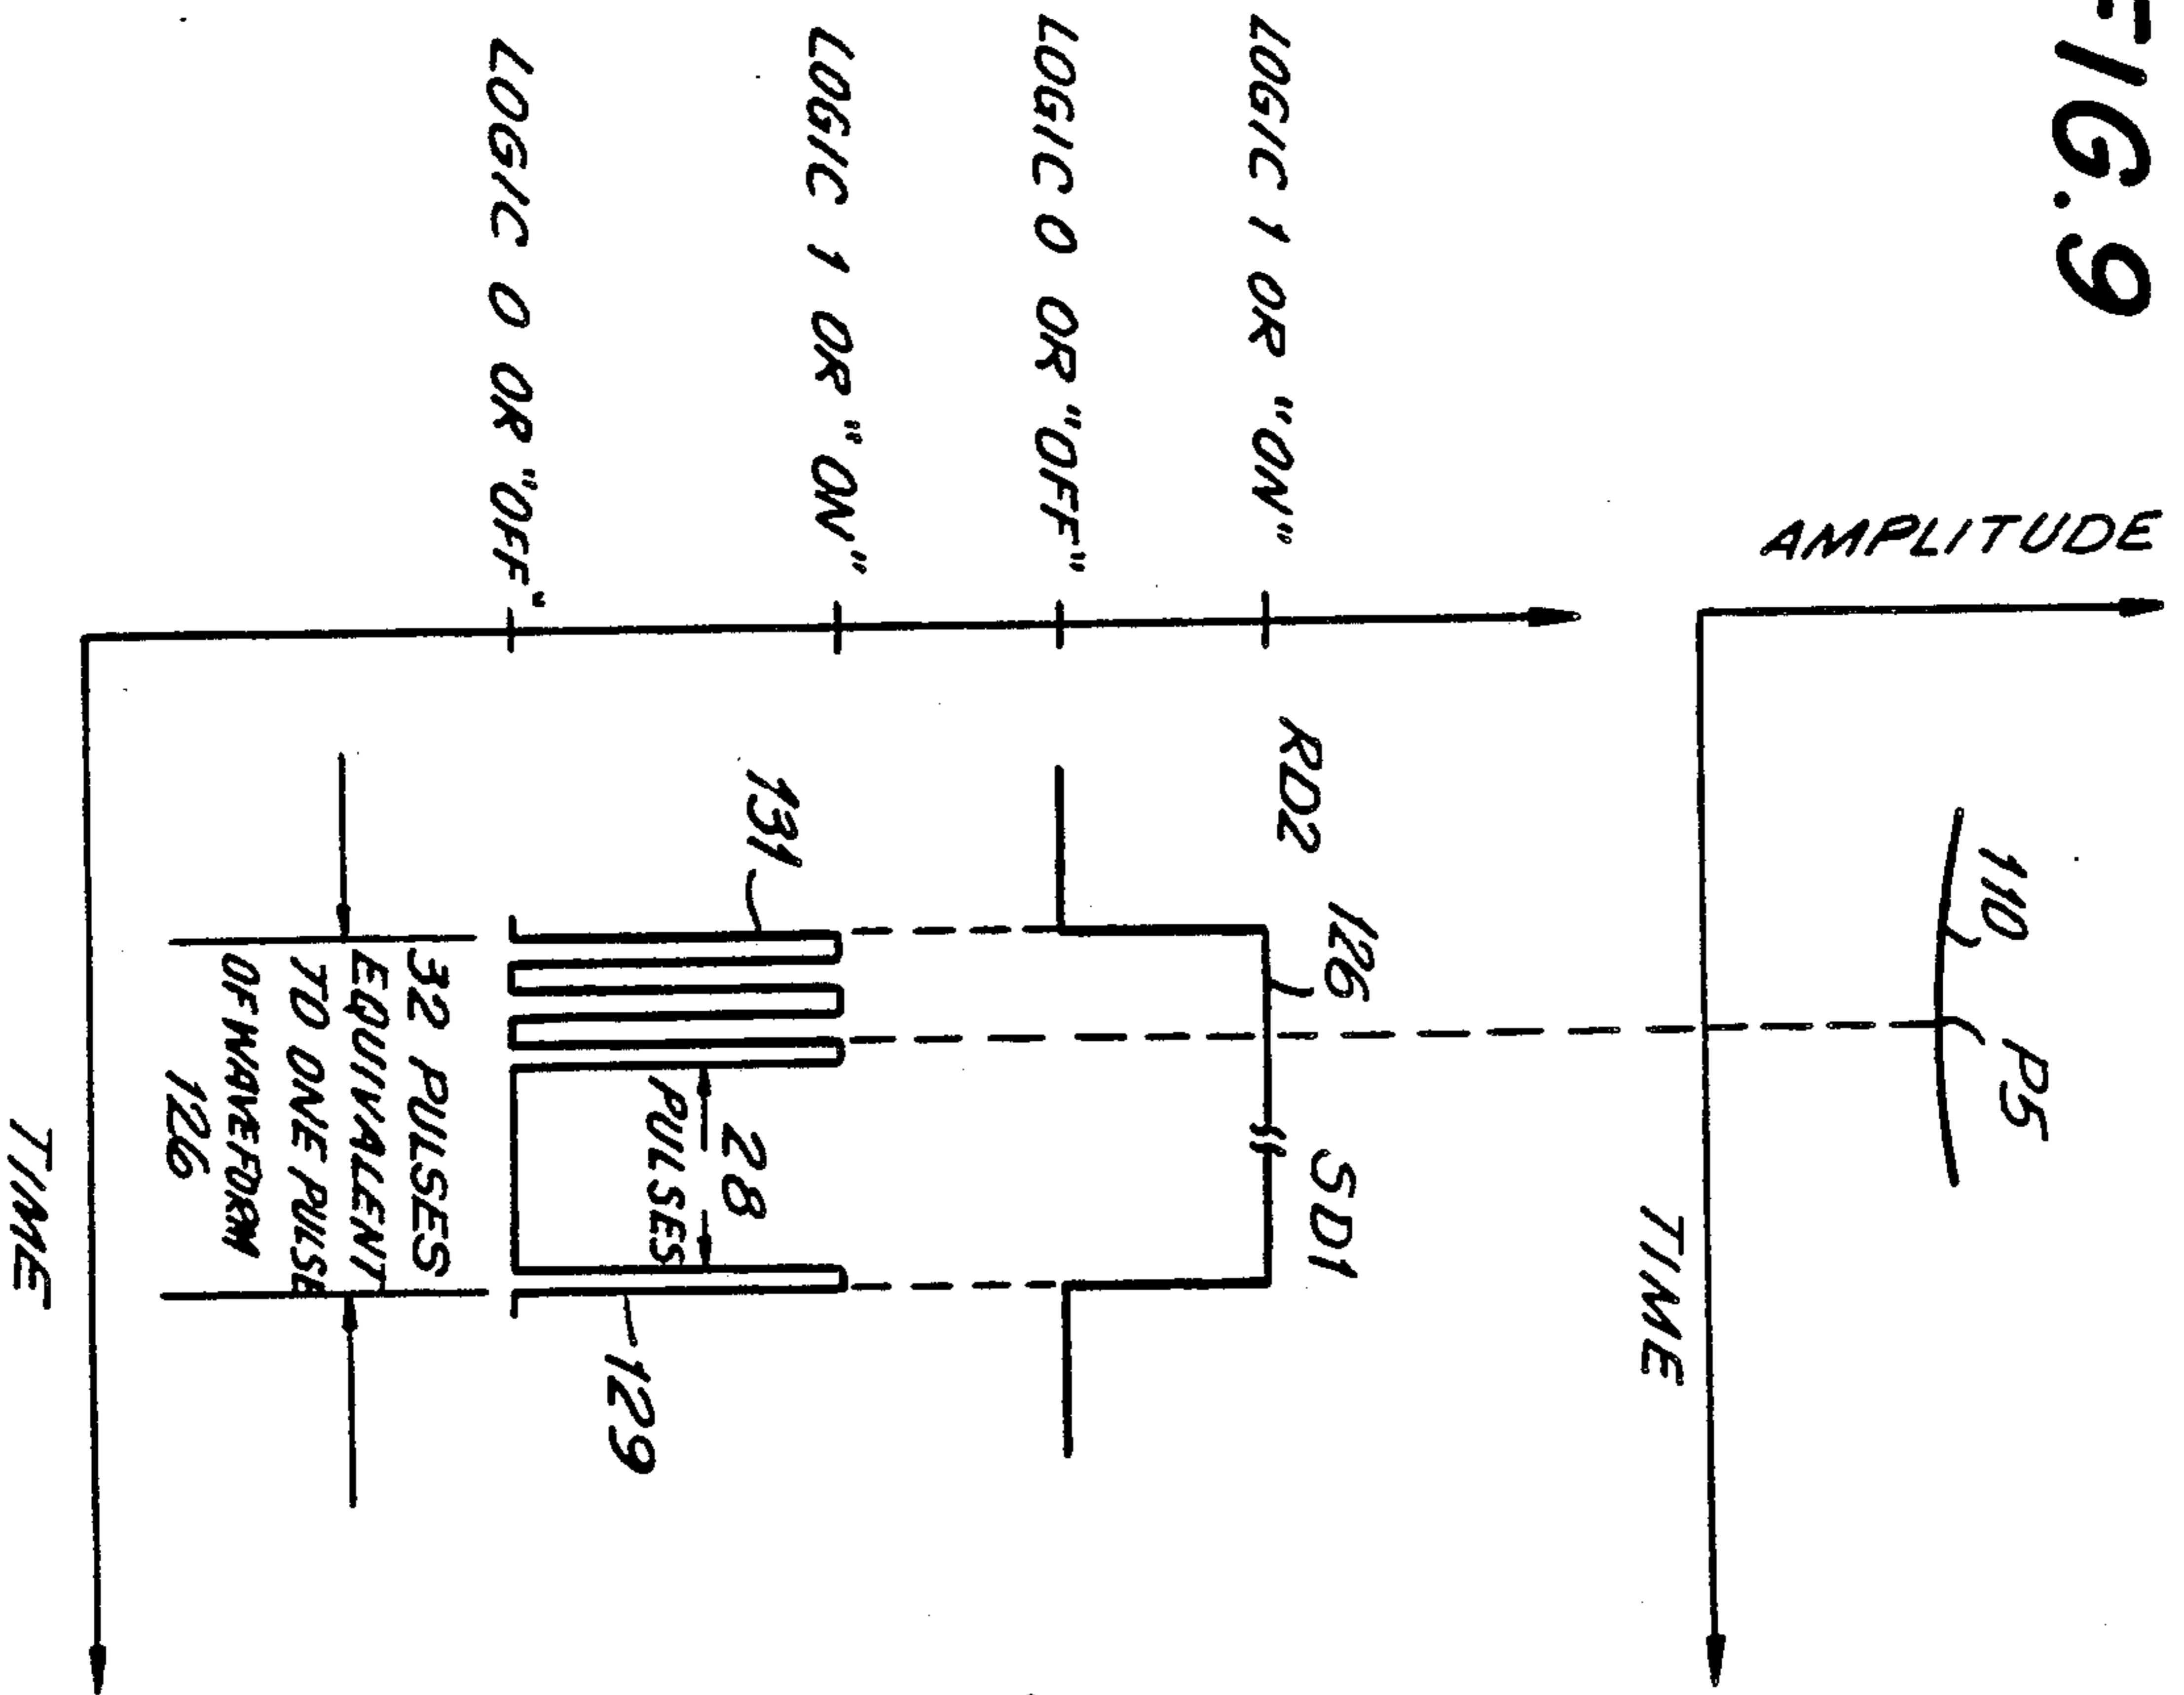 FIG. 9
AMPLITUDE
110
P5
TIME
LOGIC 1 OR "ON"
RD2
126
SD1
LOGIC 0 OR "OFF"
LOGIC 1 OR "ON"
131
28
PULSES
129
LOGIC 0 OR "OFF"
32 PULSES
EQUIVALENT
TO ONE PULSE
OF WAVEFORM
126
TIME